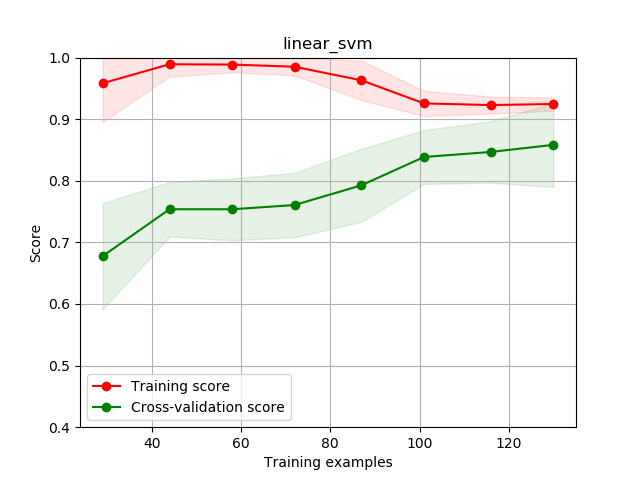 linear_svm
1.0
0.9
0.8
0.7
0.6
0.5
0.4
Score
Training score
Cross-validation score
40 60 80 100 120
Training examples